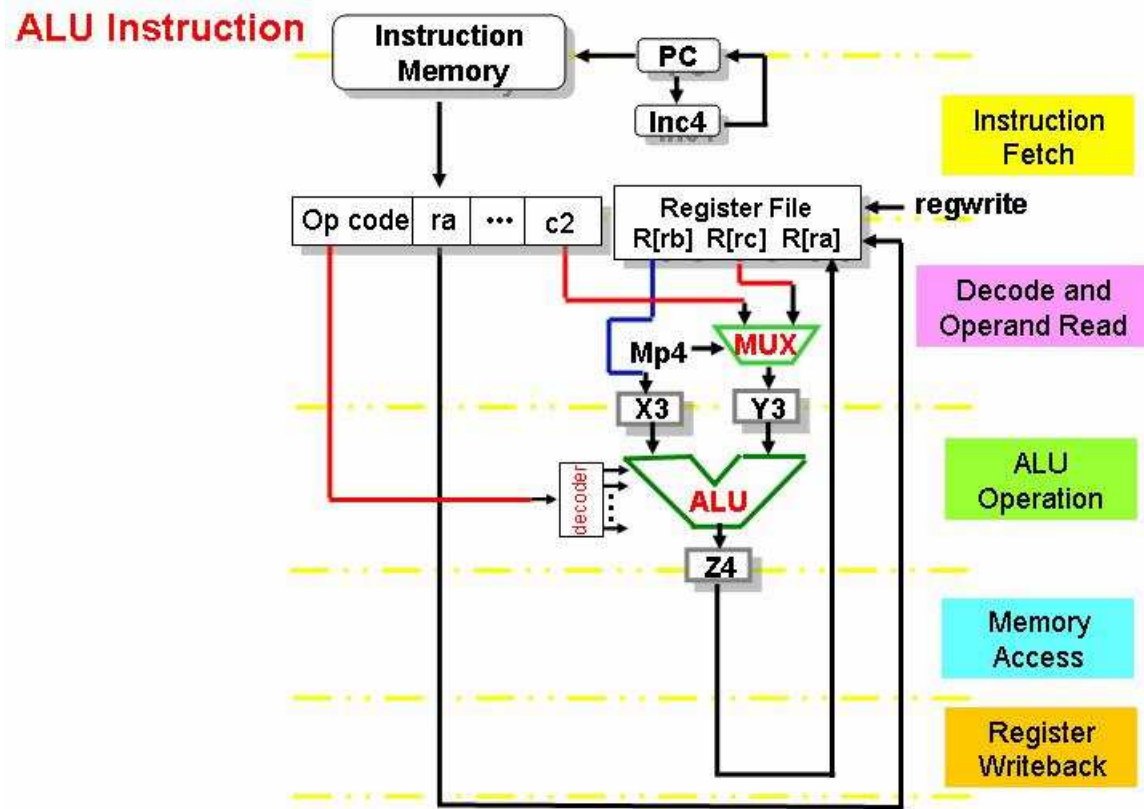 ALU Instruction
Instruction
Memory
PC
Inc4
Instruction
Fetch
Op code
ra
...
c2
Register File
R[rb] R[rc] R[ra]
regwrite
Decode and
Operand Read
Mp4
MUX
X3
Y3
decoder
ALU
ALU
Operation
Z4
Memory
Access
Register
Writeback